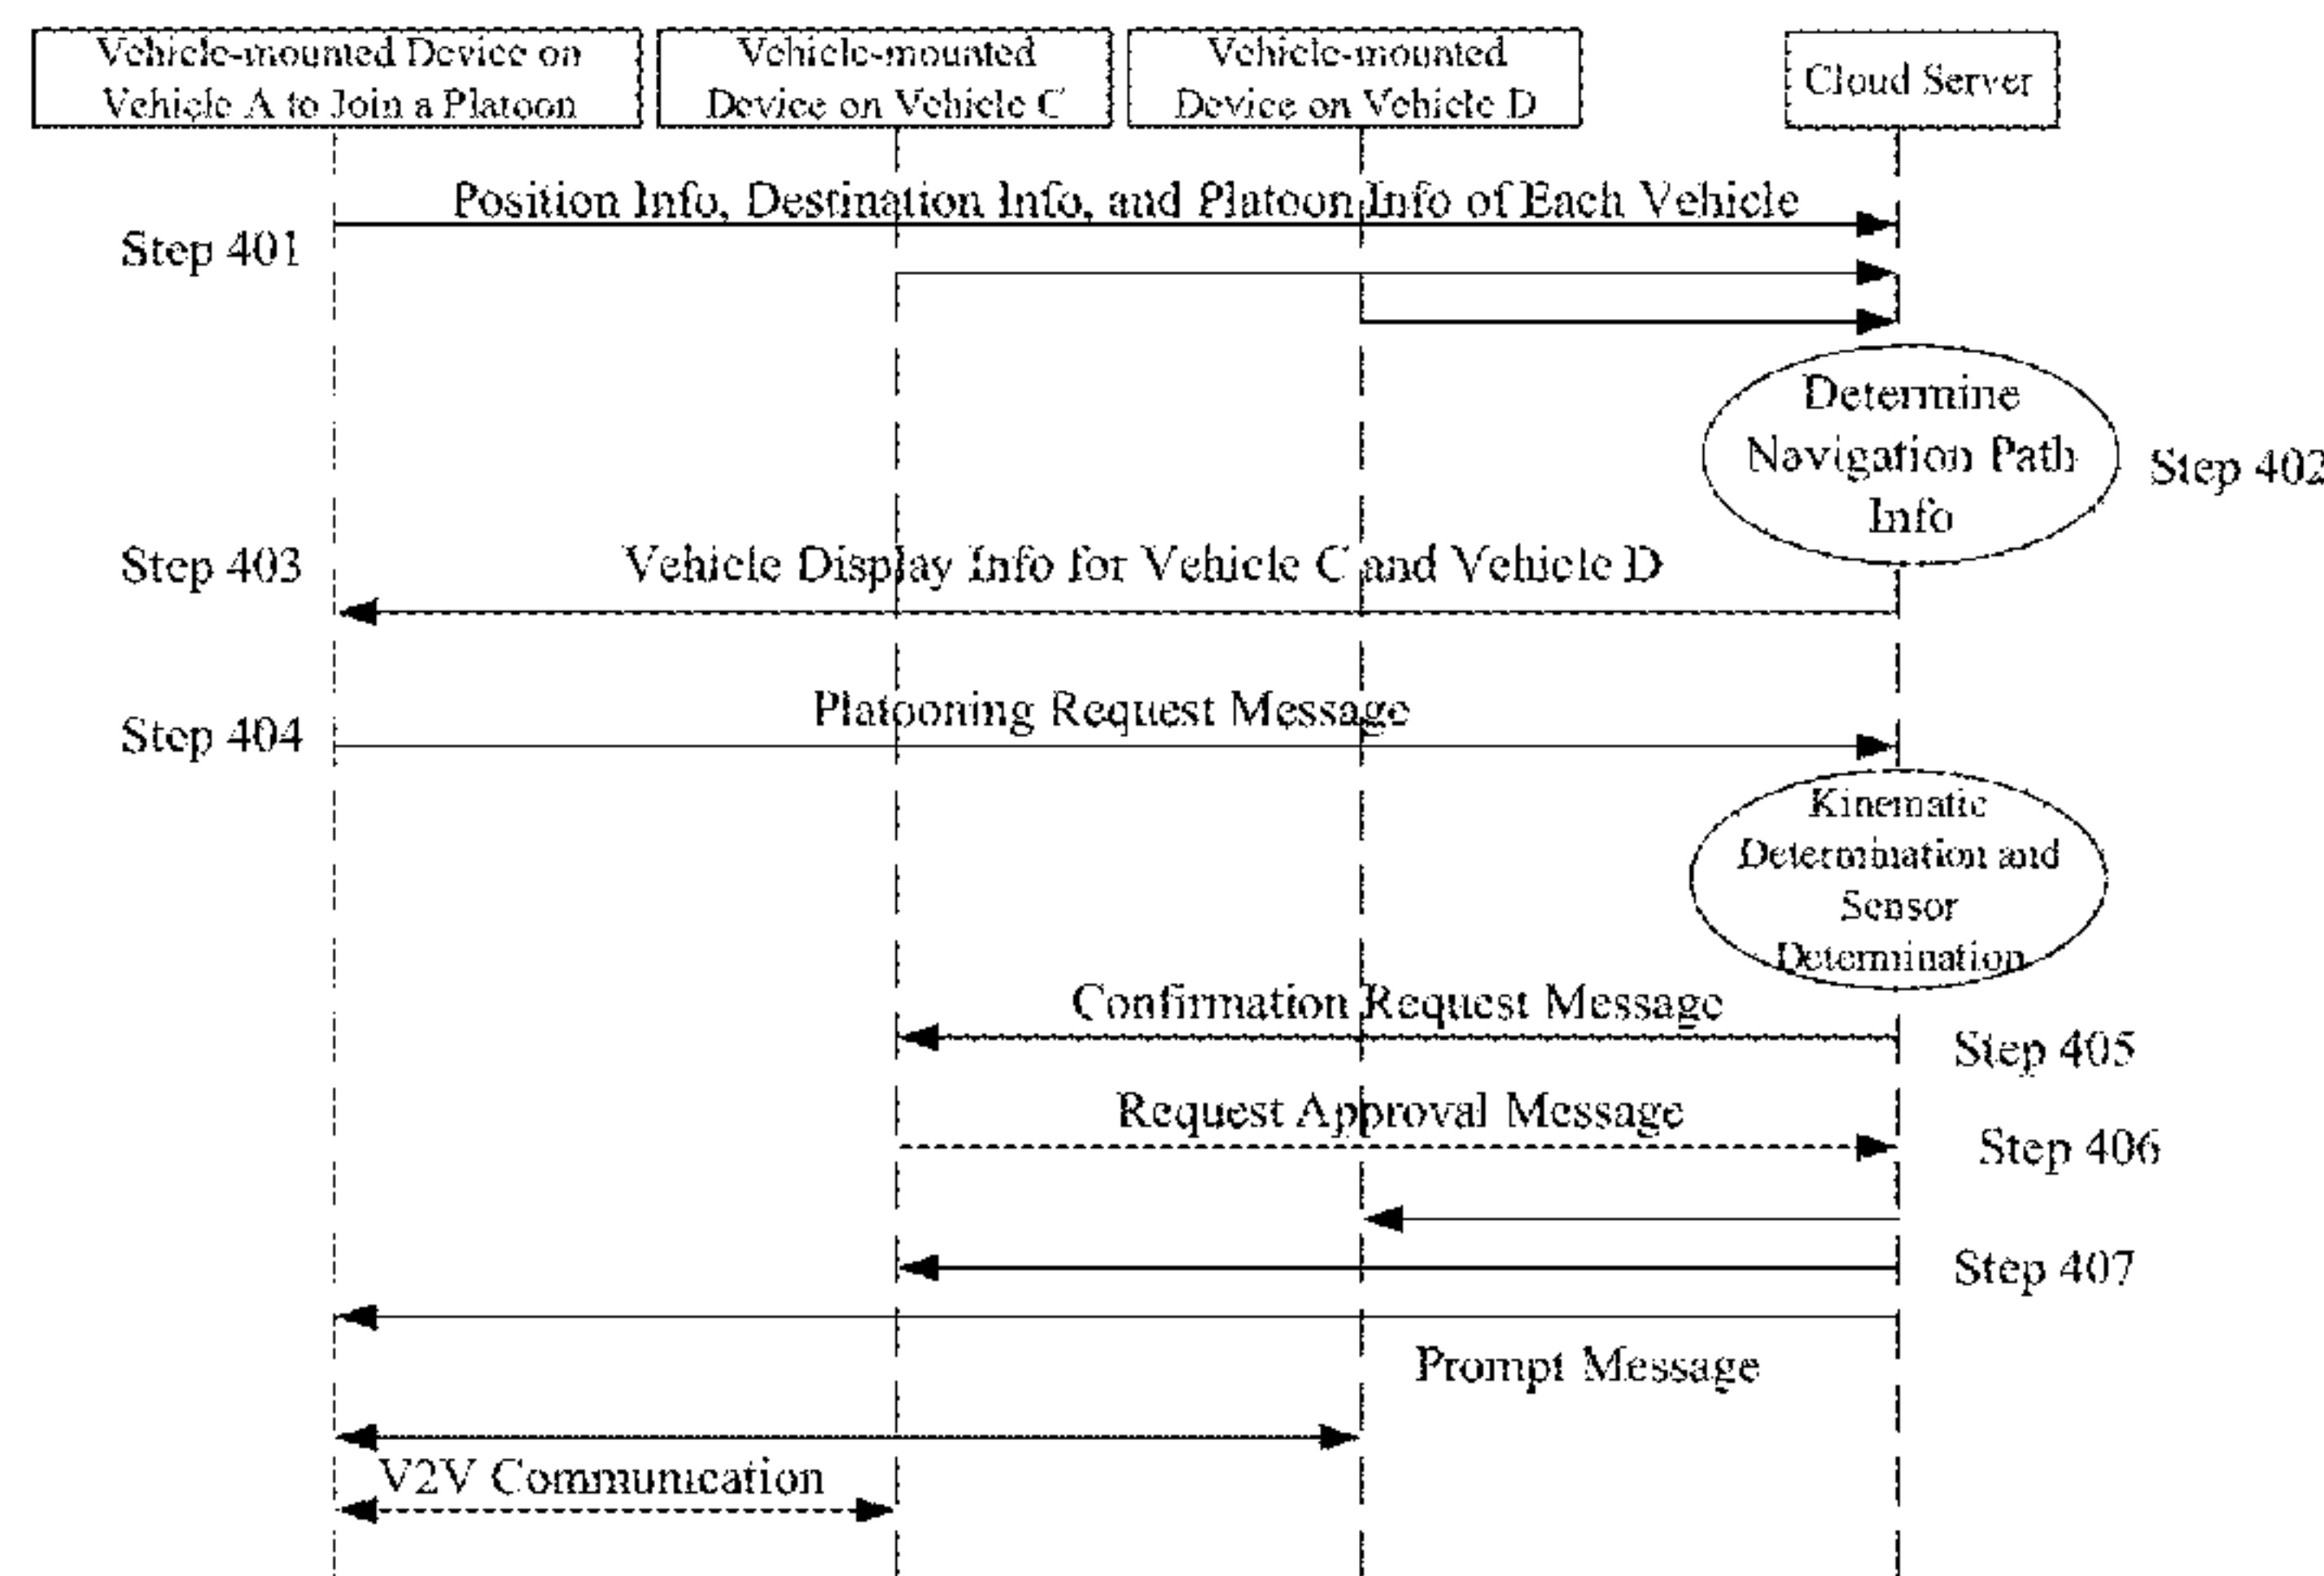 Vehicle-mounted Device on
Vehicle A to Join a Platoon
Vehicle-mounted
Device on Vehicle C
Vehicle-mounted
Device on Vehicle D
Cloud Server
Position Info, Destination Info, and Platoon Info of Each Vehicle
Step 401
Determine
Navigation Path
Info
Step 402
Step 403
Vehicle Display Info for Vehicle C and Vehicle D
Platooning Request Message
Step 404
Kinematic
Determination and
Sensor
Determination
Confirmation Request Message
Step 405
Request Approval Message
Step 406
Step 407
Prompt Message
V2V Communication